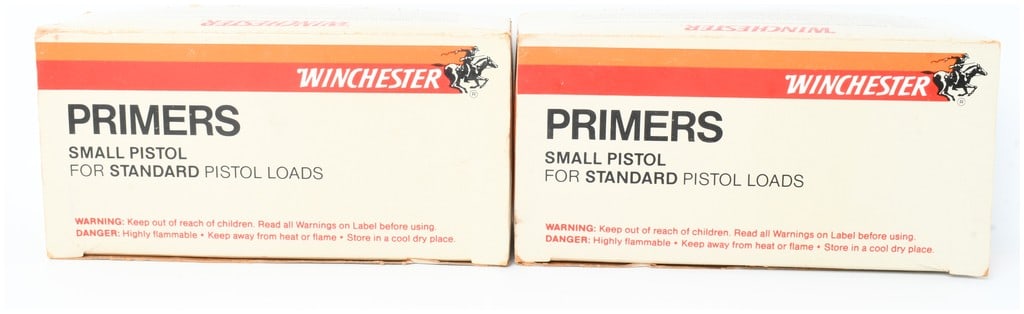 WINCHESTER
WINCHESTER
PRIMERS
SMALL PISTOL
FOR STANDARD PISTOL LOADS
WARNING: Keep out of reach of children. Read all Warnings on Label before using.
DANGER: Highly flammable • Keep away from heat or flame • Store in a cool dry place.
WINCHESTER
WINCHESTER
®
PRIMERS
SMALL PISTOL
FOR STANDARD PISTOL LOADS
WARNING: Keep out of reach of children. Read all Warnings on Label before using.
DANGER: Highly flammable • Keep away from heat or flame • Store in a cool dry place.